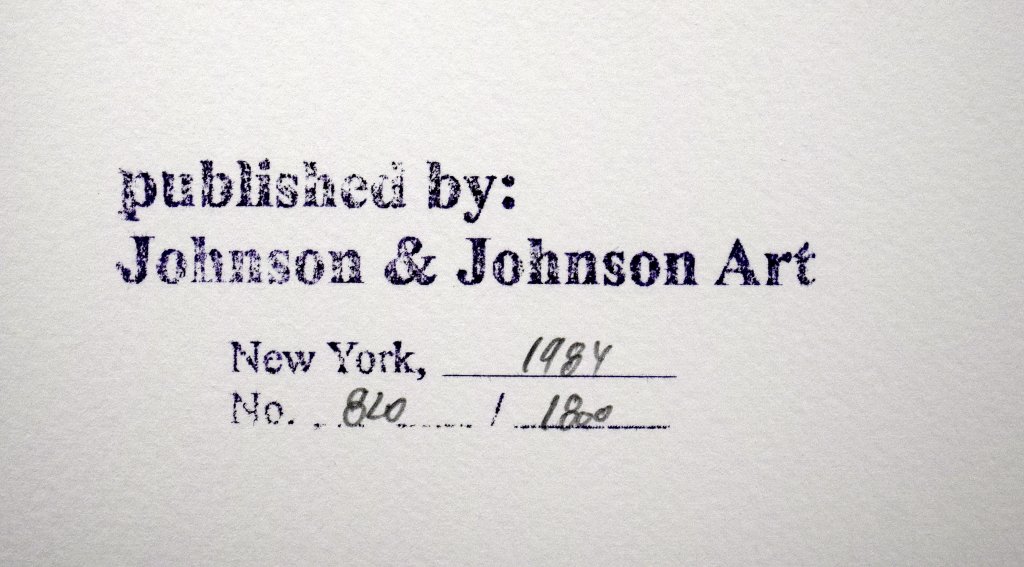 published by:
Johnson & Johnson Art
New York, 1984
No. 820 / 1800